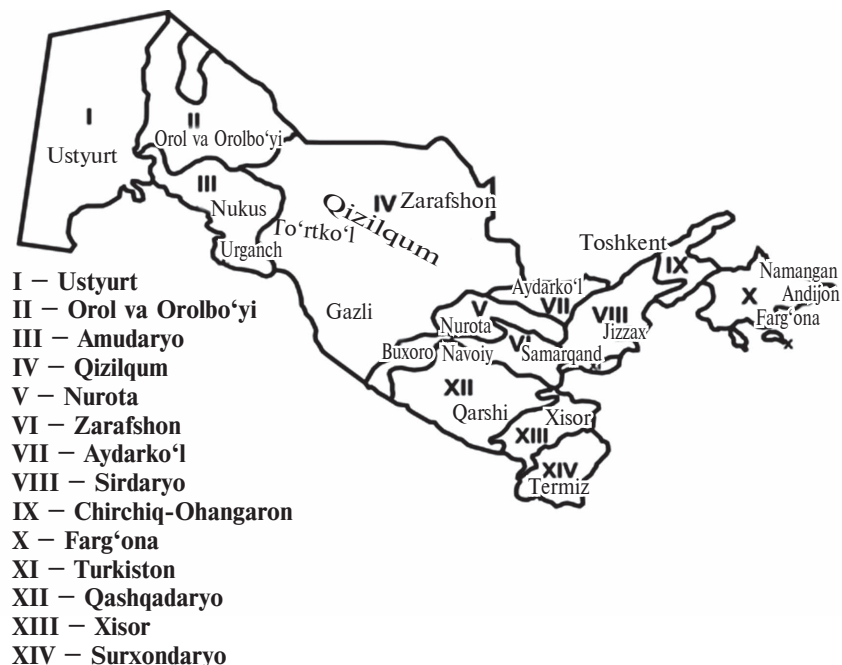 I
Ustyurt
II
Orol va Orolbo‘yi
III
Nukus
Urganch
To‘rtko‘l
IV Zarafshon
Qizilqum
Gazli
Toshkent
IX
Namangan
X
Andijon
Farg‘ona
X
Aydarko‘l
VII
V
VIII
Jizzax
Nurota
VI
Samarqand
Buxoro
Navoiy
XI
XII
Qarshi
Xisor
XIII
XIV
Termiz
I – Ustyurt
II – Orol va Orolbo‘yi
III – Amudaryo
IV – Qizilqum
V – Nurota
VI – Zarafshon
VII – Aydarko‘l
VIII – Sirdaryo
IX – Chirchiq-Ohangaron
X – Farg‘ona
XI – Turkiston
XII – Qashqadaryo
XIII – Xisor
XIV – Surxondaryo